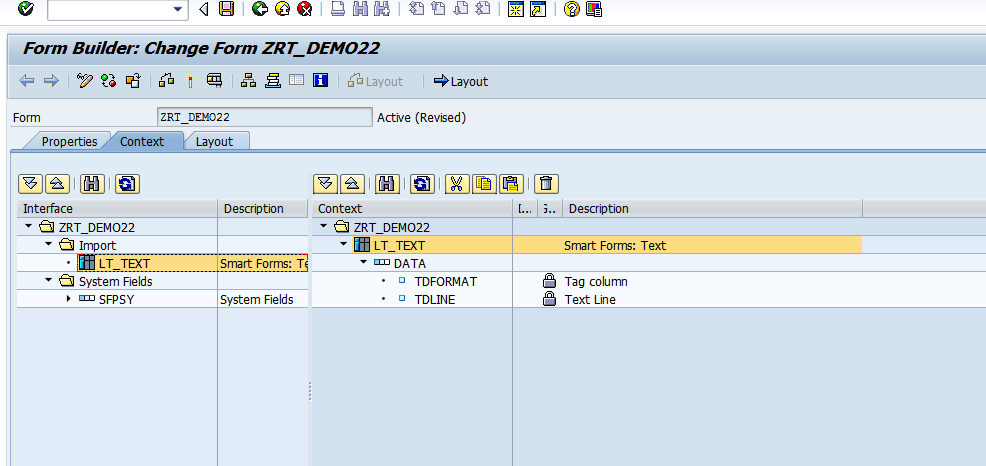 Form Builder: Change Form ZRT_DEMO22
Layout
Layout
Form
ZRT_DEMO22
Active (Revised)
Properties
Context
Layout
Interface
Description
ZRT_DEMO22
Import
LT_TEXT
Smart Forms: Te
System Fields
SFPSY
System Fields
Context
[...
Description
ZRT_DEMO22
LT_TEXT
Smart Forms: Text
DATA
TDFORMAT
Tag column
TDLINE
Text Line